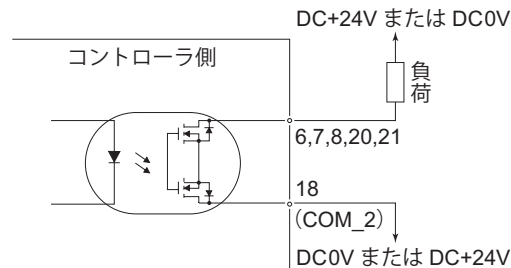 DC+24V または DC0V
コントローラ側
負荷
6,7,8,20,21
18
(COM_2)
DC0V または DC+24V